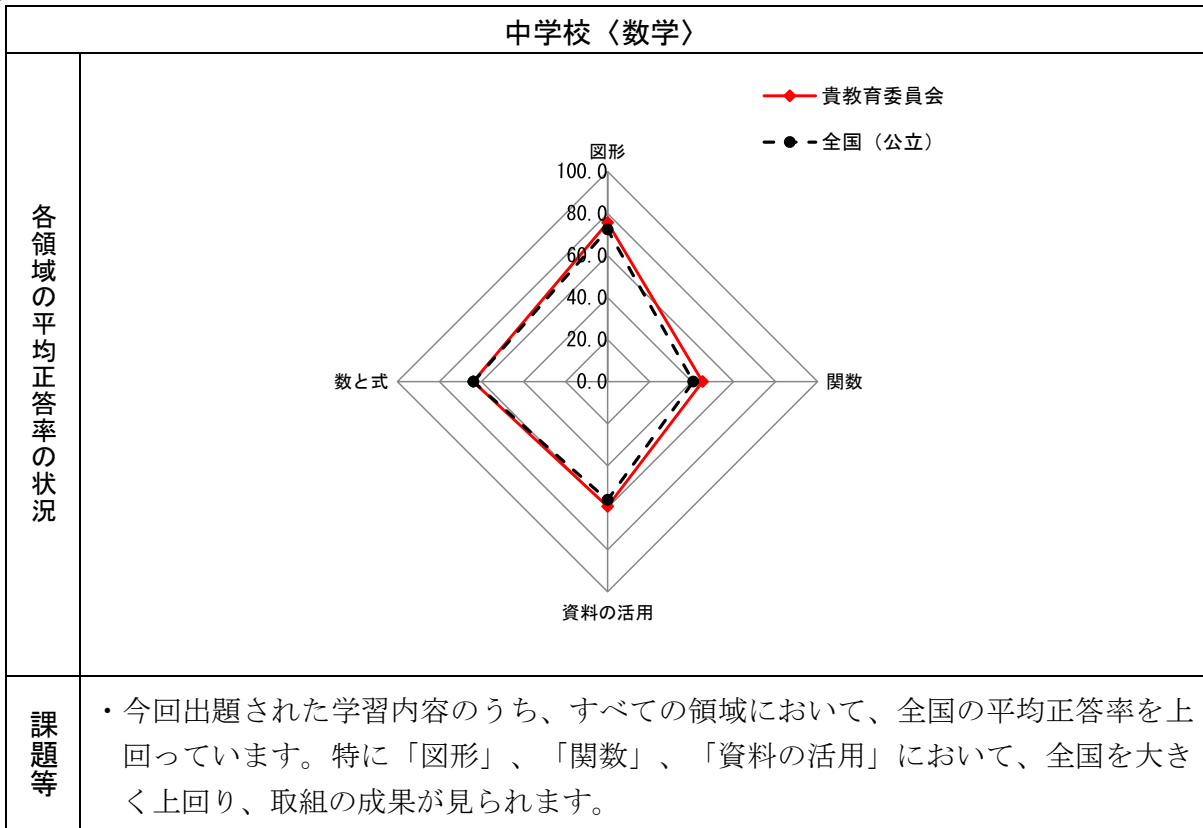 中学校〈数学〉
各領域の平均正答率の状況
貴教育委員会
全国（公立）
図形
100.0
80.0
60.0
40.0
20.0
0.0
数と式
関数
資料の活用
課題等
・今回出題された学習内容のうち、すべての領域において、全国の平均正答率を上
回っています。特に「図形」、「関数」、「資料の活用」において、全国を大き
く上回り、取組の成果が見られます。